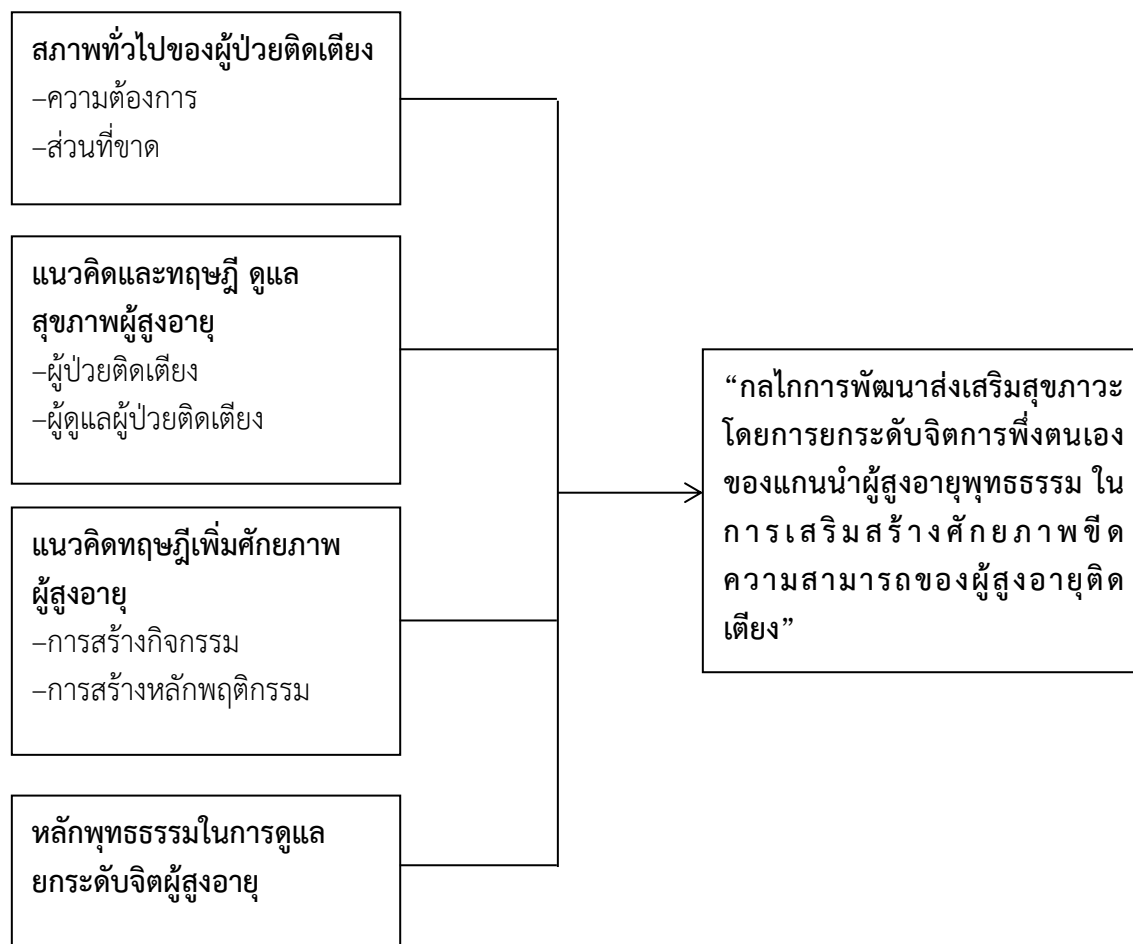 สภาพทั่วไปของผู้ป่วยติดเตียง
–ความต้องการ
–ส่วนที่ขาด
แนวคิดและทฤษฎี ดูแล
สุขภาพผู้สูงอายุ
–ผู้ป่วยติดเตียง
–ผู้ดูแลผู้ป่วยติดเตียง
แนวคิดทฤษฎีเพิ่มศักยภาพ
ผู้สูงอายุ
–การสร้างกิจกรรม
–การสร้างหลักพฤติกรรม
หลักพุทธธรรมในการดูแล
ยกระดับจิตผู้สูงอายุ
“กลไกการพัฒนาส่งเสริมสุขภาวะ
โดยการยกระดับจิตการพึ่งตนเอง
ของแกนนำผู้สูงอายุพุทธธรรม ใน
การเสริมสร้างศักยภาพขีด
ความสามารถของผู้สูงอายุติด
เตียง”